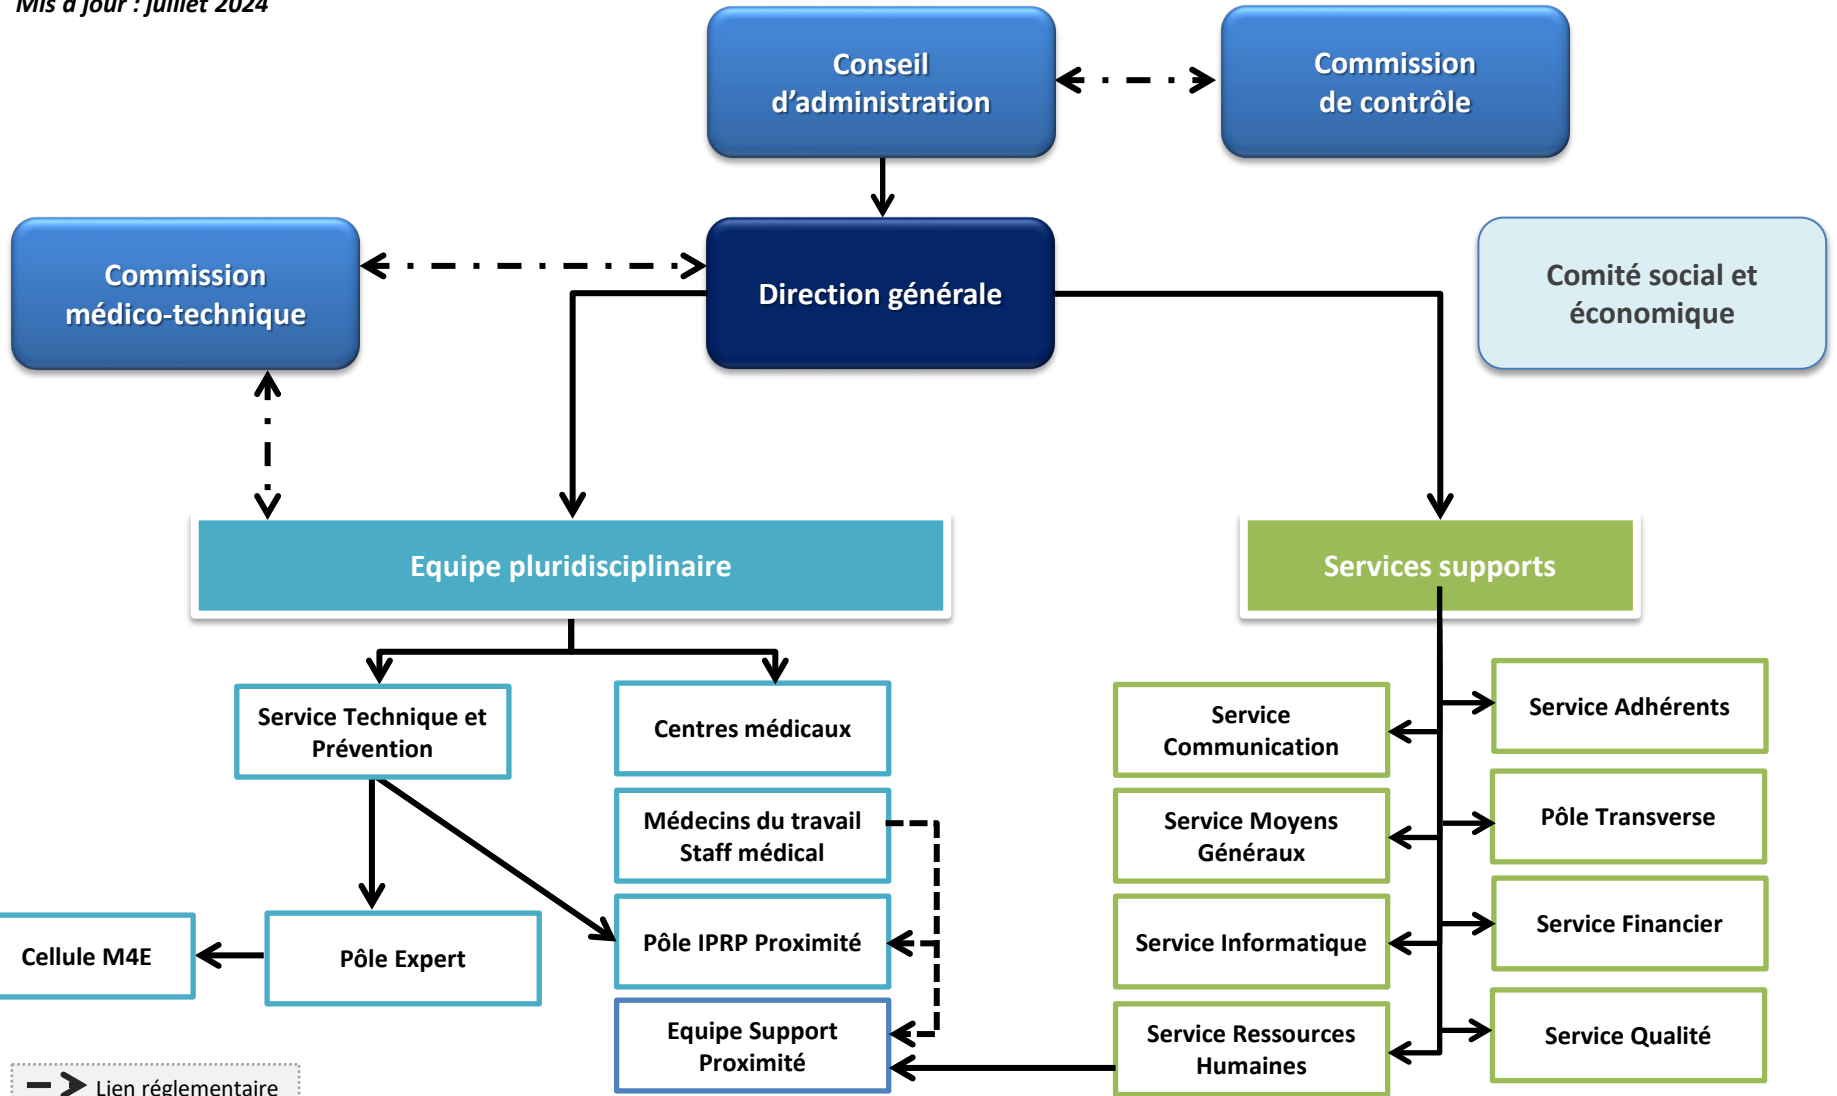 Mis à jour : juillet 2024
Conseil
d’administration
Commission
de contrôle
Commission
médico-technique
Direction générale
Comité social et
économique
Equipe pluridisciplinaire
Services supports
Service Technique et
Prévention
Centres médicaux
Service
Communication
Service Adhérents
Médecins du travail
Staff médical
Service Moyens
Généraux
Pôle Transverse
Cellule M4E
Pôle Expert
Pôle IPRP Proximité
Service Informatique
Service Financier
Equipe Support
Proximité
Service Ressources
Humaines
Service Qualité
Lien réglementaire